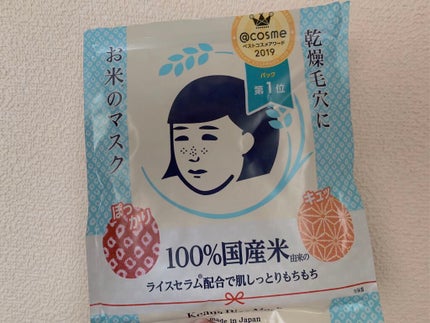 @cosme
ベストコスメアワード
2019
パック
第1位
乾燥毛穴に
お米のマスク
ぽっかり
キュッ
100%国産米由来の
ライスセラム®配合で肌しっとりもちもち
Made in Japan